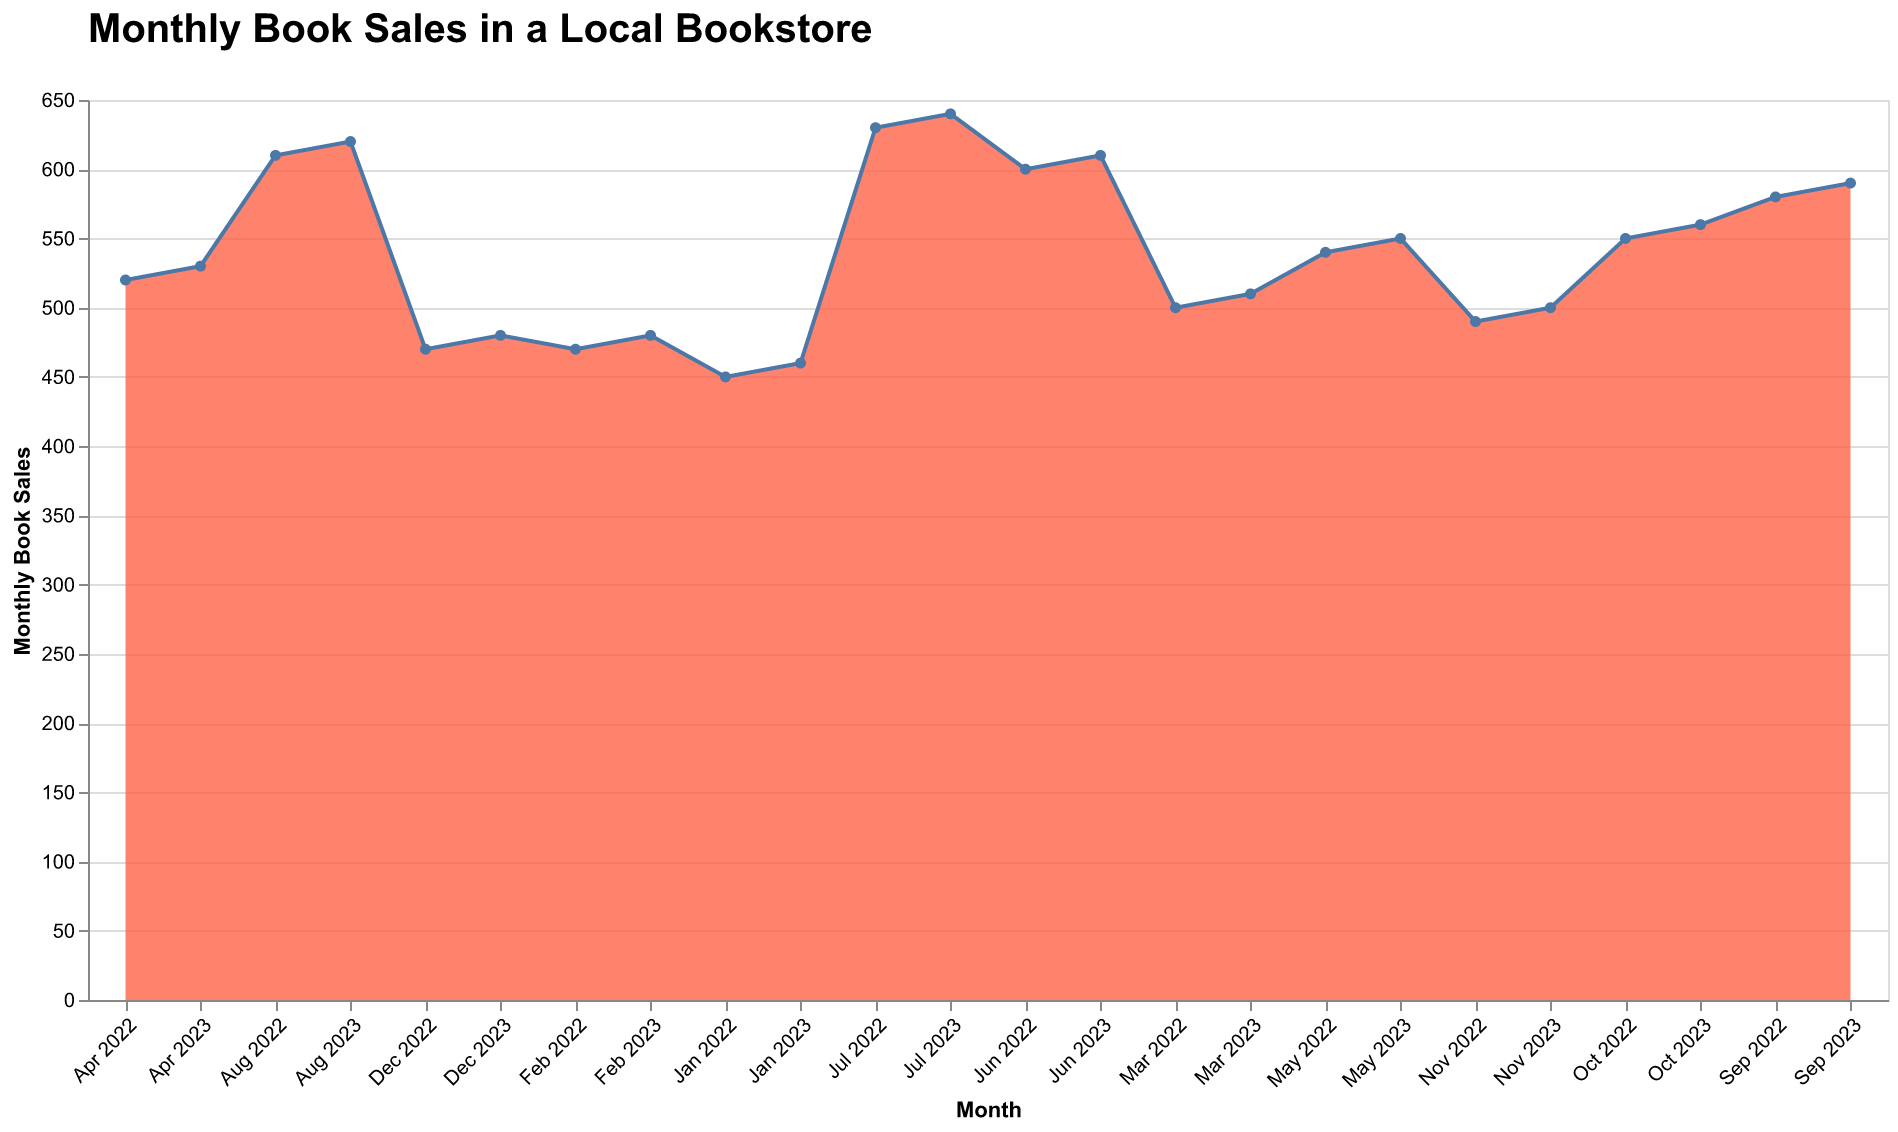 Monthly Book Sales in a Local Bookstore
650
600
550
500
450
400
350
300
250
200
150
100
50
0
Monthly Book Sales
Apr 2022
Apr 2023
Aug 2022
Aug 2023
Dec 2022
Dec 2023
Feb 2022
Feb 2023
Jan 2022
Jan 2023
Jul 2022
Jul 2023
Jun 2022
Jun 2023
Mar 2022
Mar 2023
May 2022
May 2023
Nov 2022
Nov 2023
Oct 2022
Oct 2023
Sep 2022
Sep 2023
Month